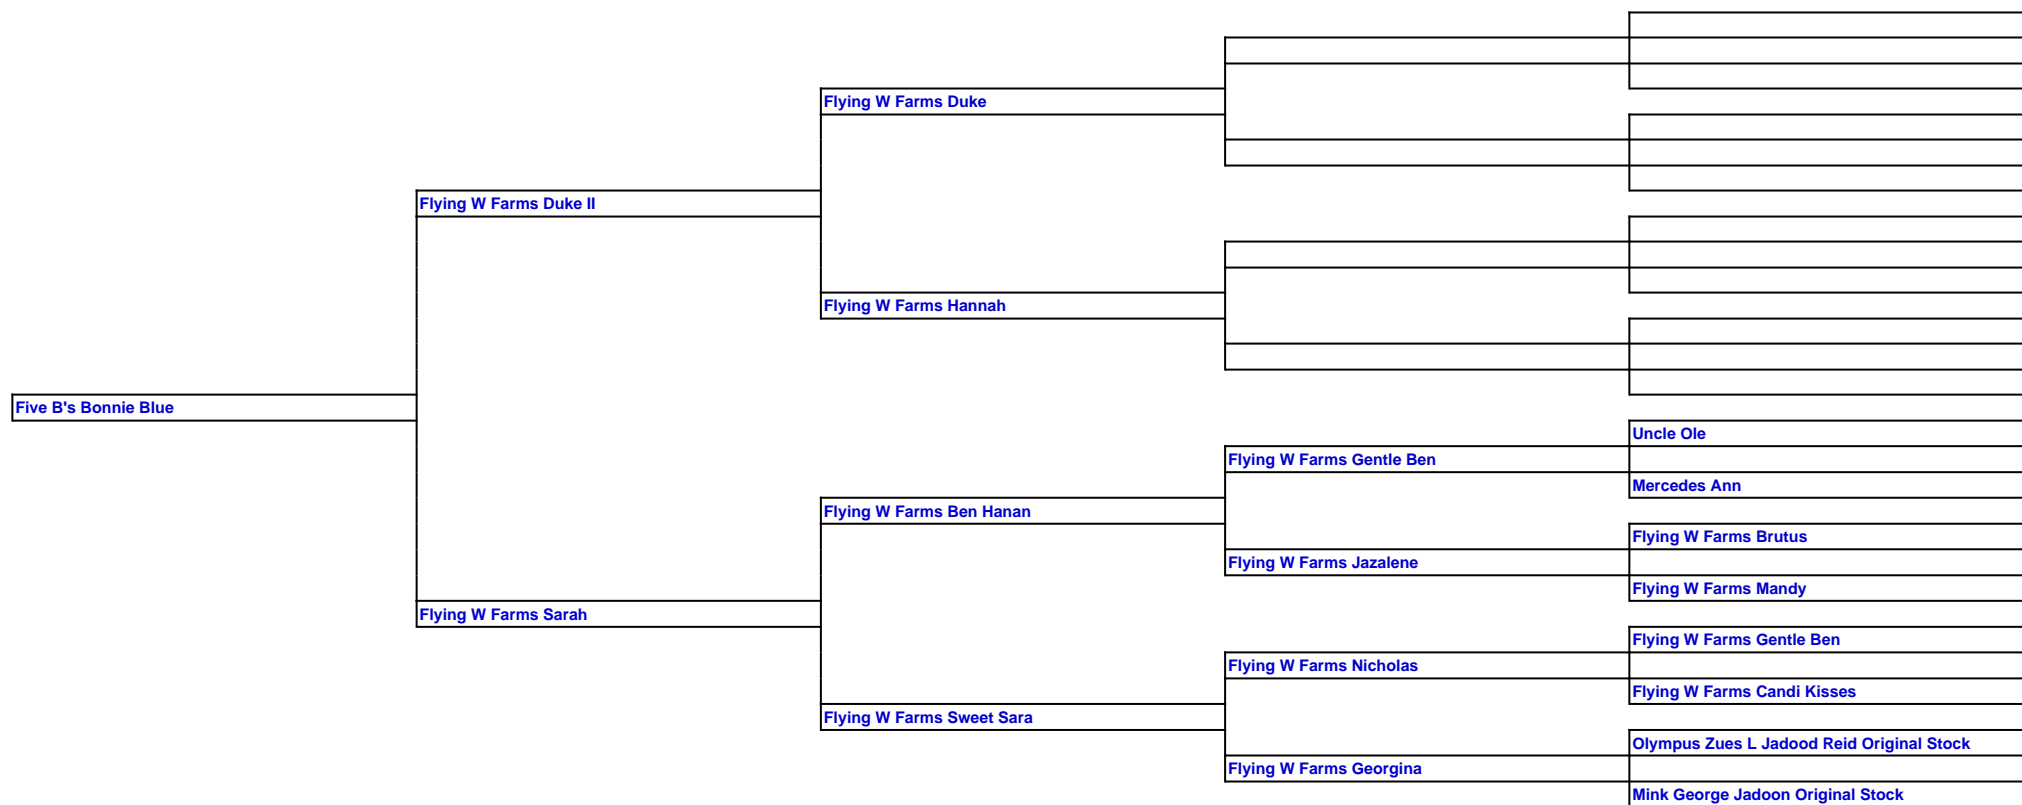 Flying W Farms Duke
Flying W Farms Duke II
Flying W Farms Hannah
Five B's Bonnie Blue
Uncle Ole
Flying W Farms Gentle Ben
Mercedes Ann
Flying W Farms Ben Hanan
Flying W Farms Brutus
Flying W Farms Jazalene
Flying W Farms Mandy
Flying W Farms Sarah
Flying W Farms Gentle Ben
Flying W Farms Nicholas
Flying W Farms Candi Kisses
Flying W Farms Sweet Sara
Olympus Zues L Jadood Reid Original Stock
Flying W Farms Georgina
Mink George Jadoon Original Stock